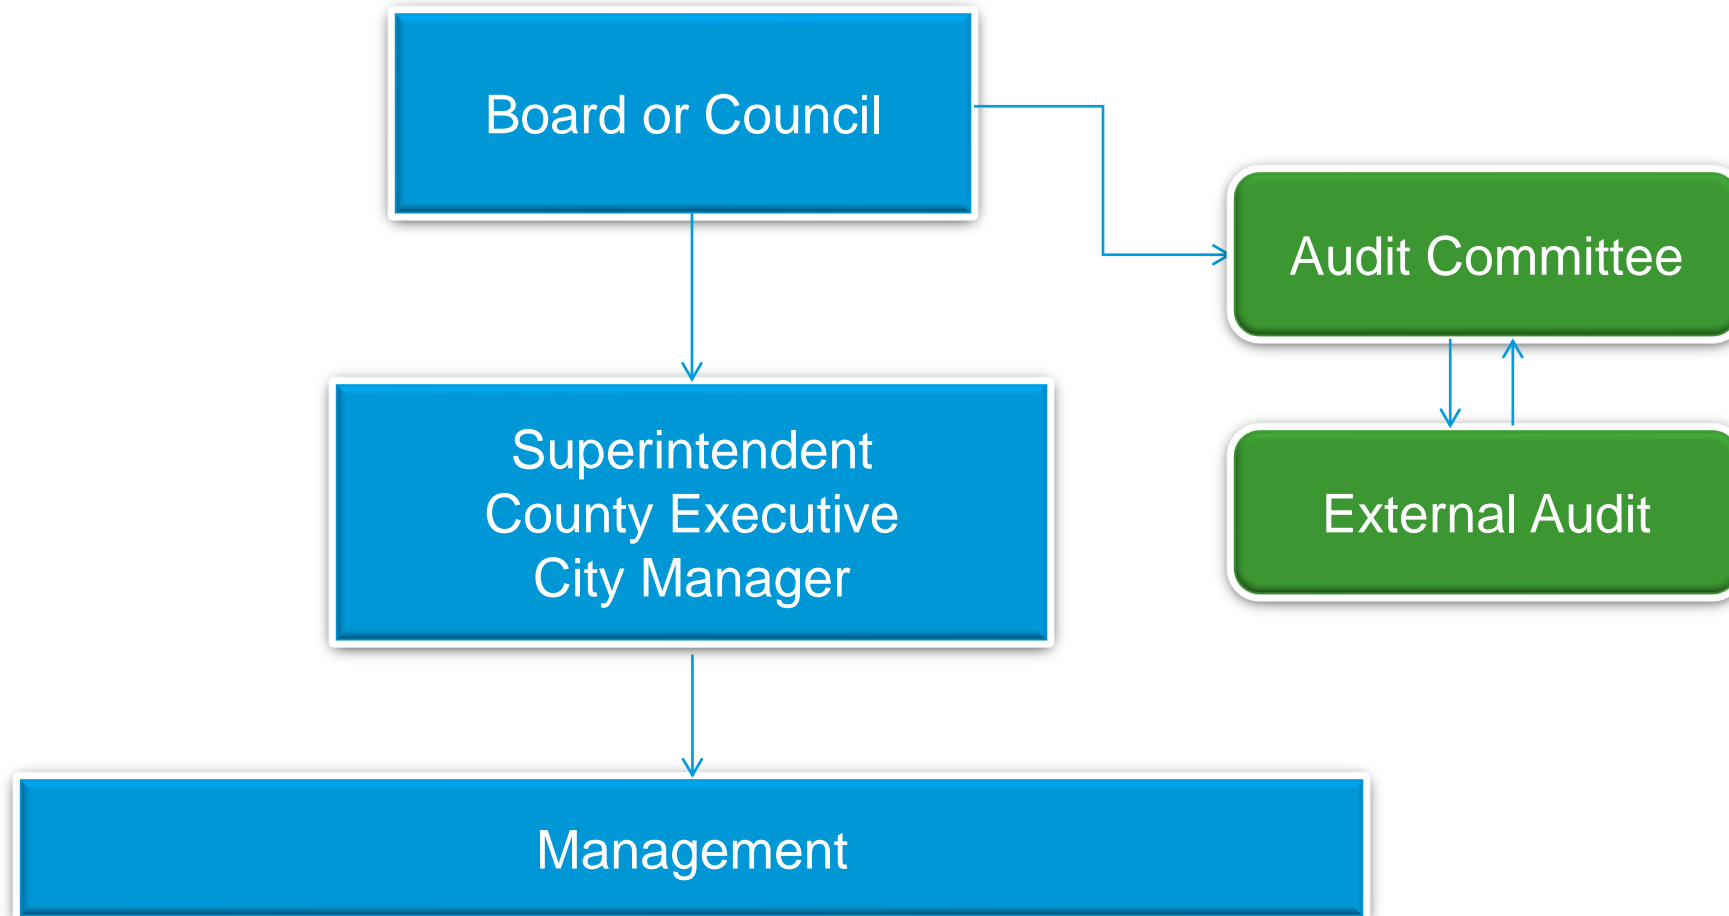 Board or Council
Audit Committee
Superintendent
County Executive
City Manager
External Audit
Management